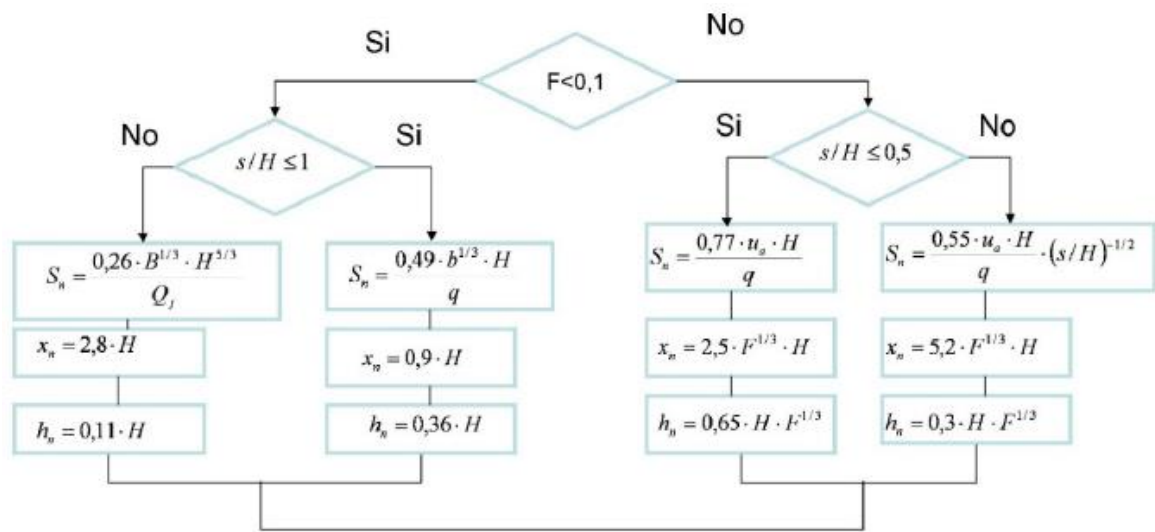 Si
No
F<0,1
No
Si
Si
No
s/H ≤ 1
s/H ≤ 0,5
S_n = 0,26 · B^{1/3} · H^{5/3} / Q_j
S_n = 0,49 · b^{1/3} · H / q
S_n = 0,77 · u_a · H / q
S_n = 0,55 · u_a · H / q · (s/H)^{-1/2}
x_n = 2,8 · H
x_n = 0,9 · H
x_n = 2,5 · F^{1/3} · H
x_n = 5,2 · F^{1/3} · H
h_n = 0,11 · H
h_n = 0,36 · H
h_n = 0,65 · H · F^{1/3}
h_n = 0,3 · H · F^{1/3}